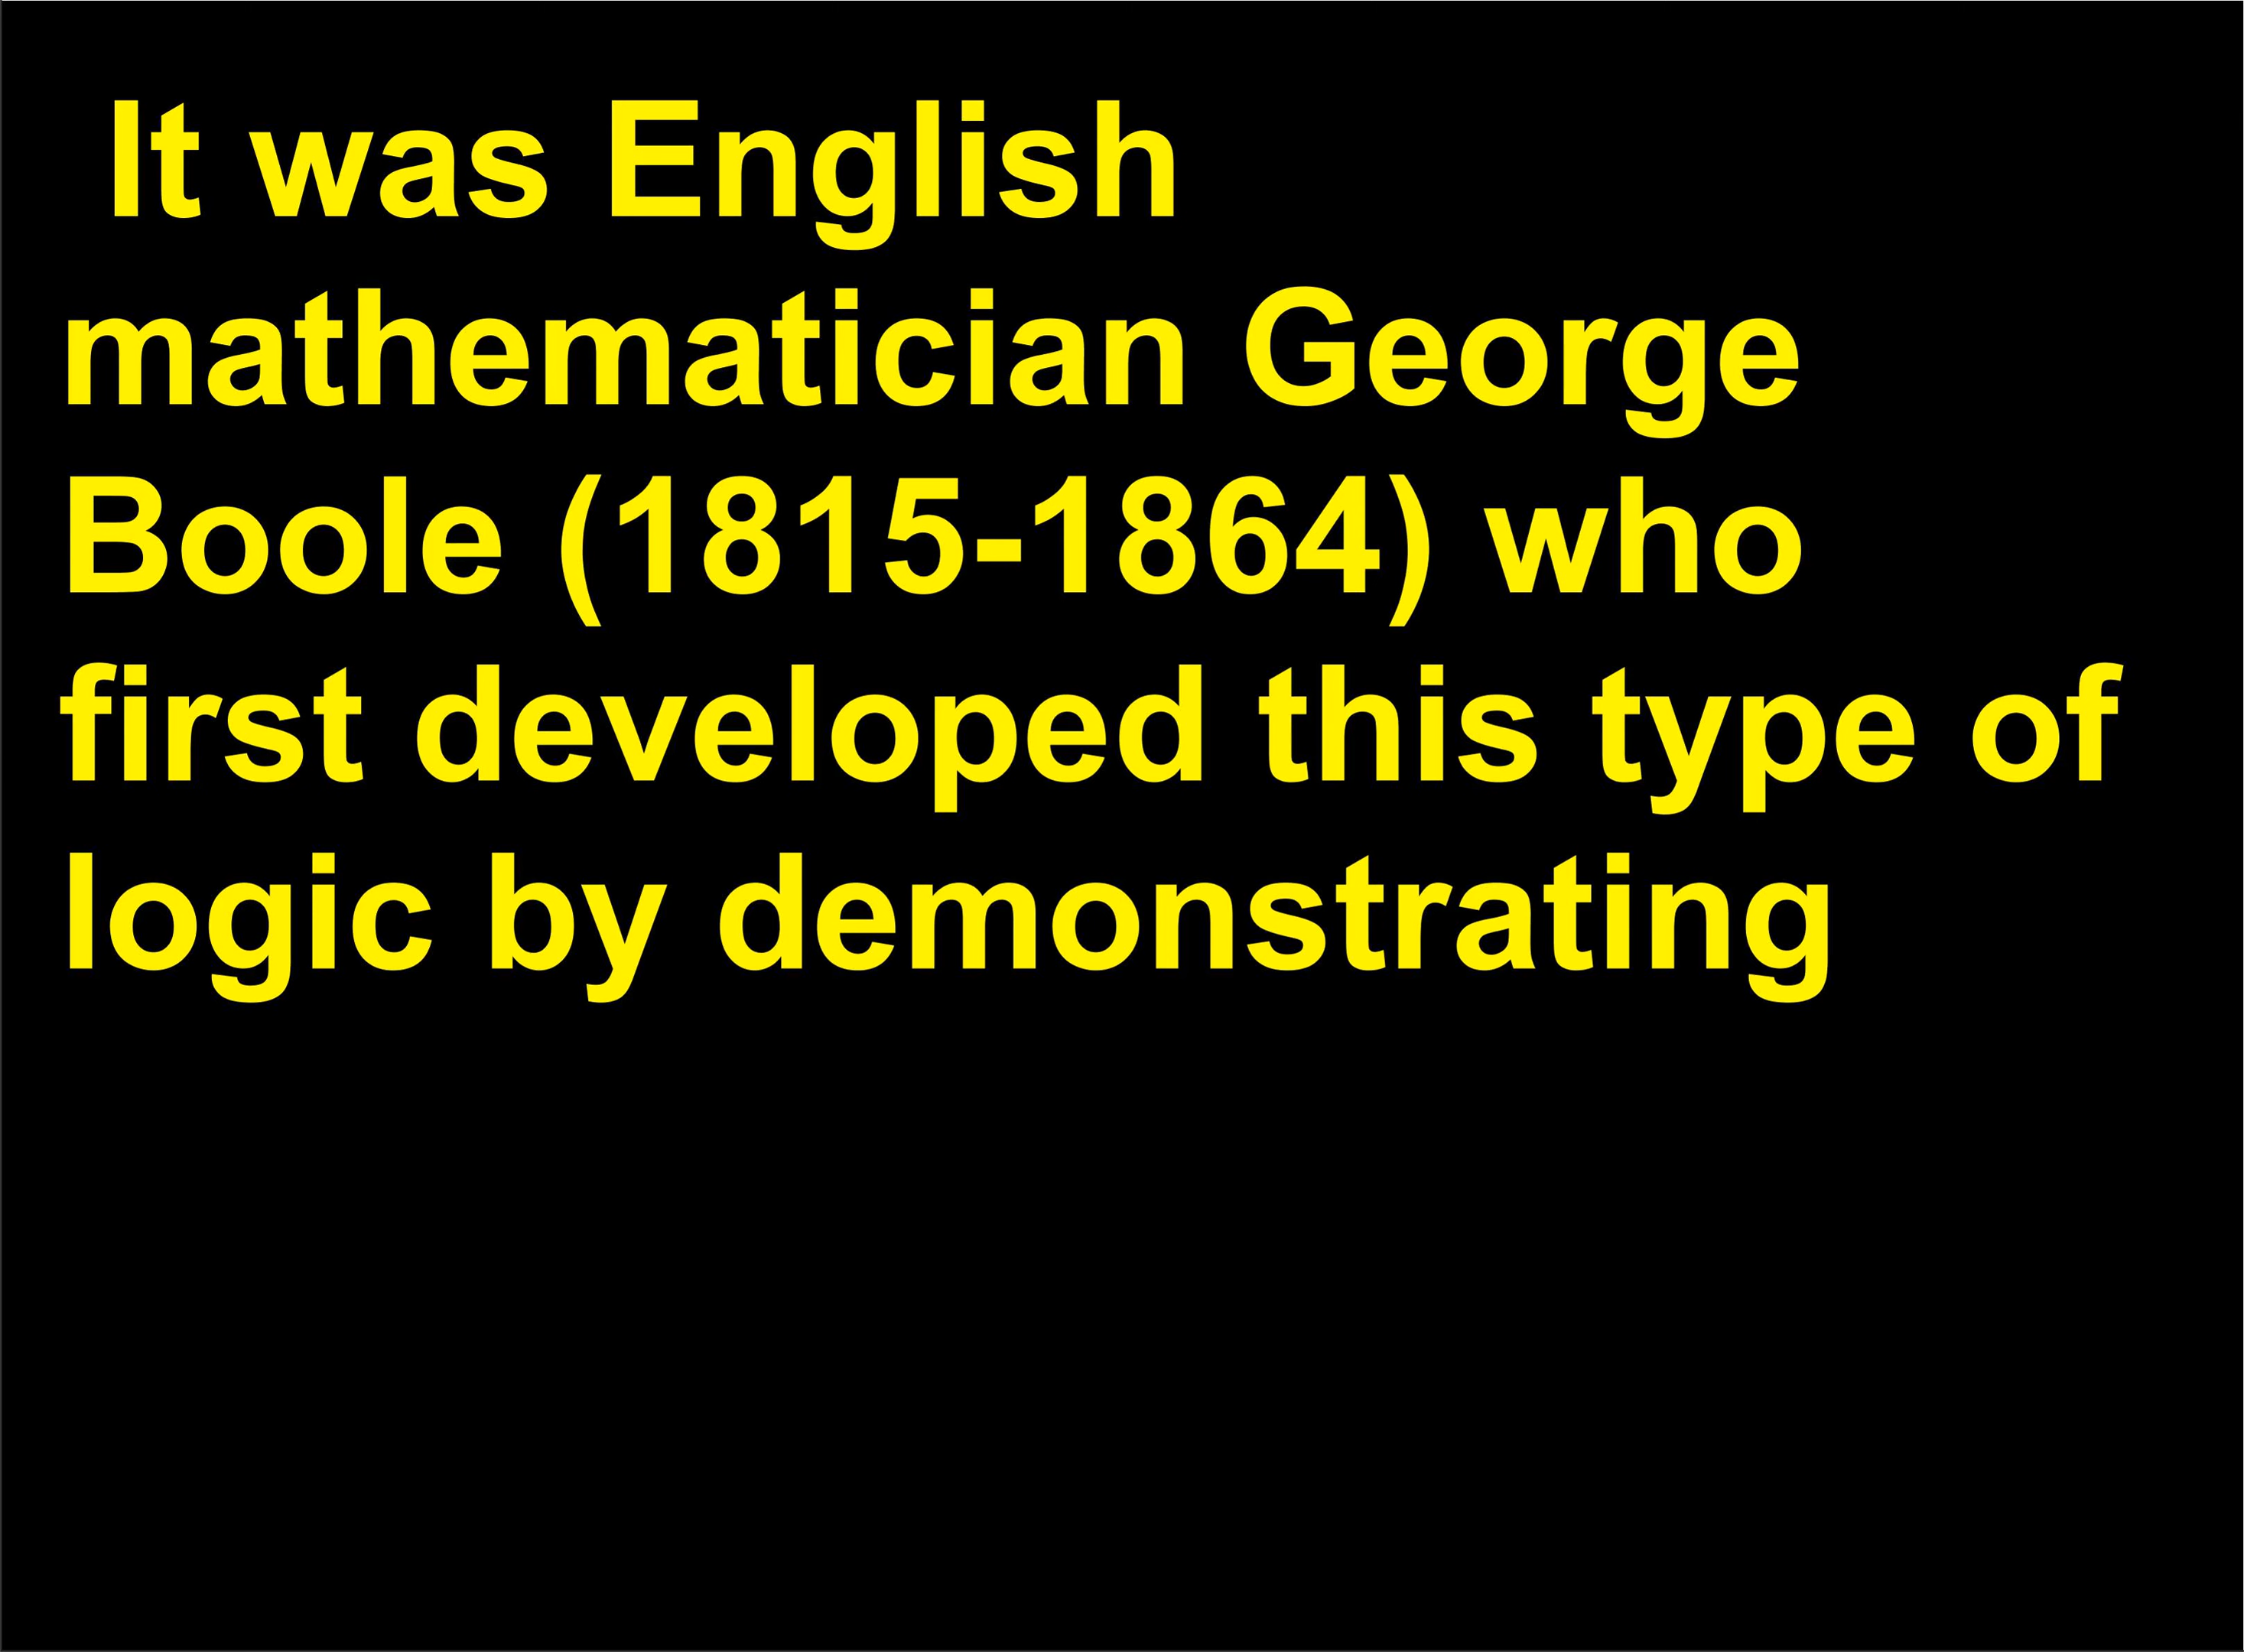 It was English
mathematician George
Boole (1815-1864) who
first developed this type of
logic by demonstrating